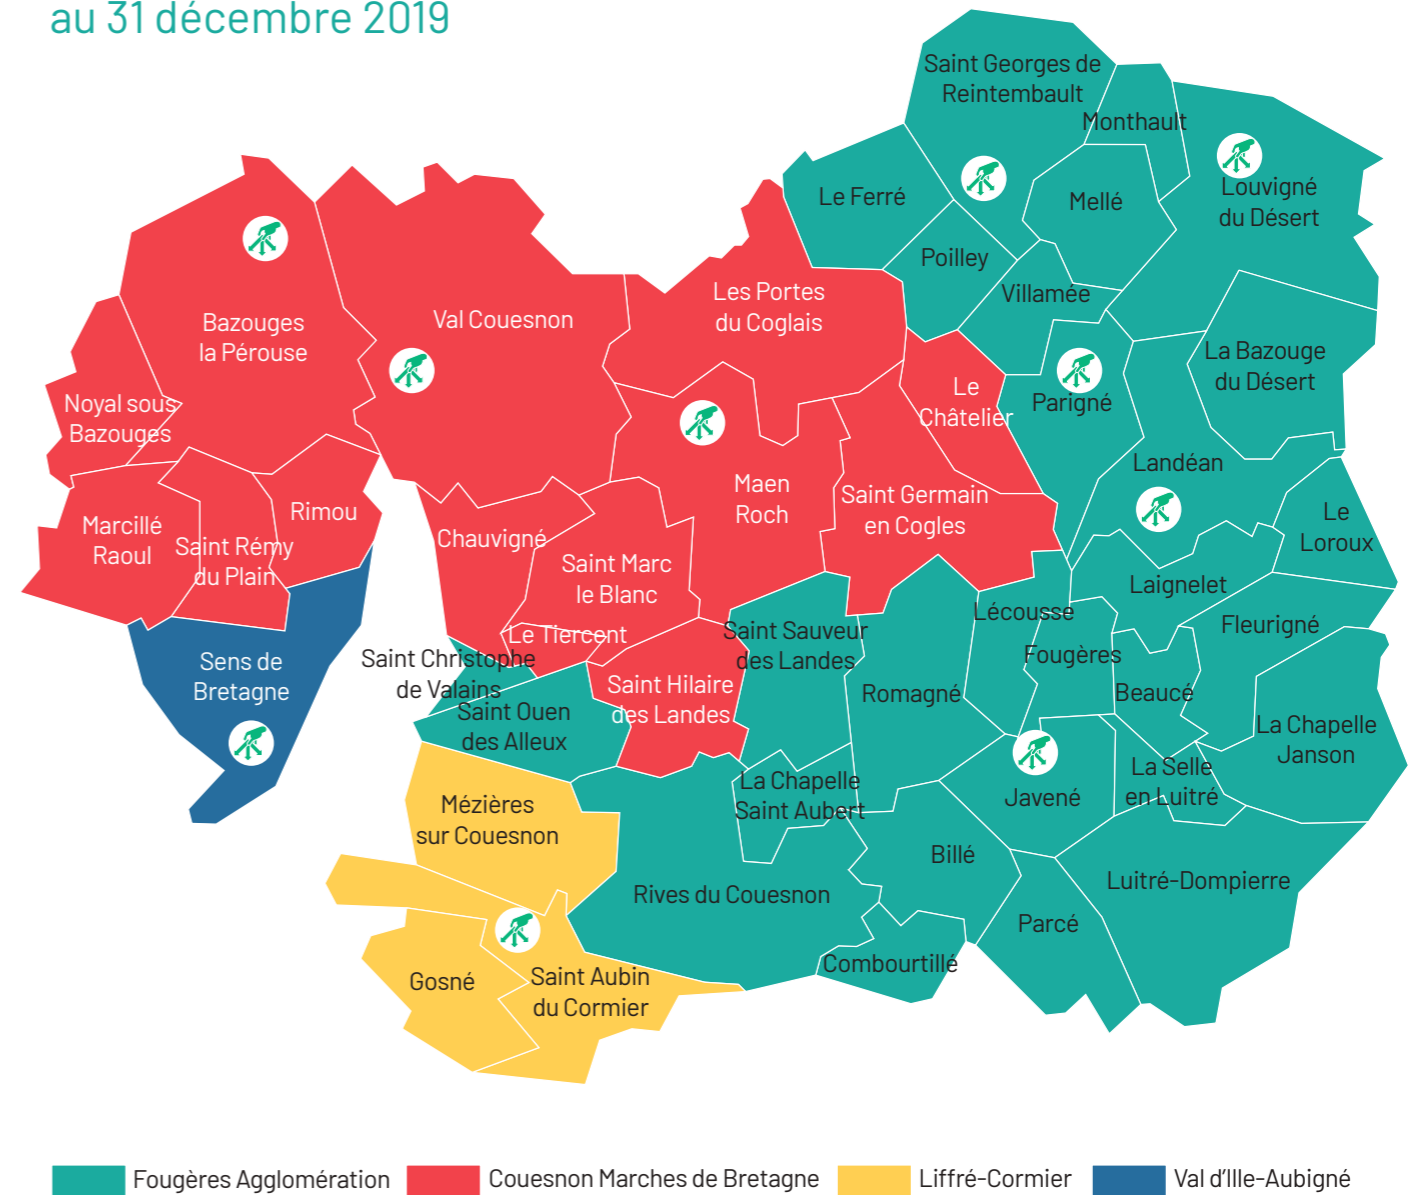 au 31 décembre 2019
Saint Georges de
Reintembault
Monthault
Louvigné
du Désert
Le Ferré
Mellé
Poilley
Villamée
Bazouges
la Pérouse
Val Couesnon
Les Portes
du Coglais
La Bazouge
du Désert
Le
Châtelier
Parigné
Noyal sous
Bazouges
Landéan
Maen
Roch
Saint Germain
en Cogles
Le
Loroux
Marcillé
Raoul
Rimou
Saint Rémy
du Plain
Chauvigné
Saint Marc
le Blanc
Laignelet
Lécousse
Fleurigné
Le Tiercent
Saint Sauveur
des Landes
Fougères
Sens de
Bretagne
Saint Christophe
de Valains
Saint Hilaire
des Landes
Romagné
Beaucé
Saint Ouen
des Alleux
La Chapelle
Janson
La Selle
en Luitré
La Chapelle
Saint Aubert
Javené
Mézières
sur Couesnon
Billé
Luitré-Dompierre
Rives du Couesnon
Parcé
Combourtillé
Gosné
Saint Aubin
du Cormier
Fougères Agglomération
Couesnon Marches de Bretagne
Liffré-Cormier
Val d’Ille-Aubigné